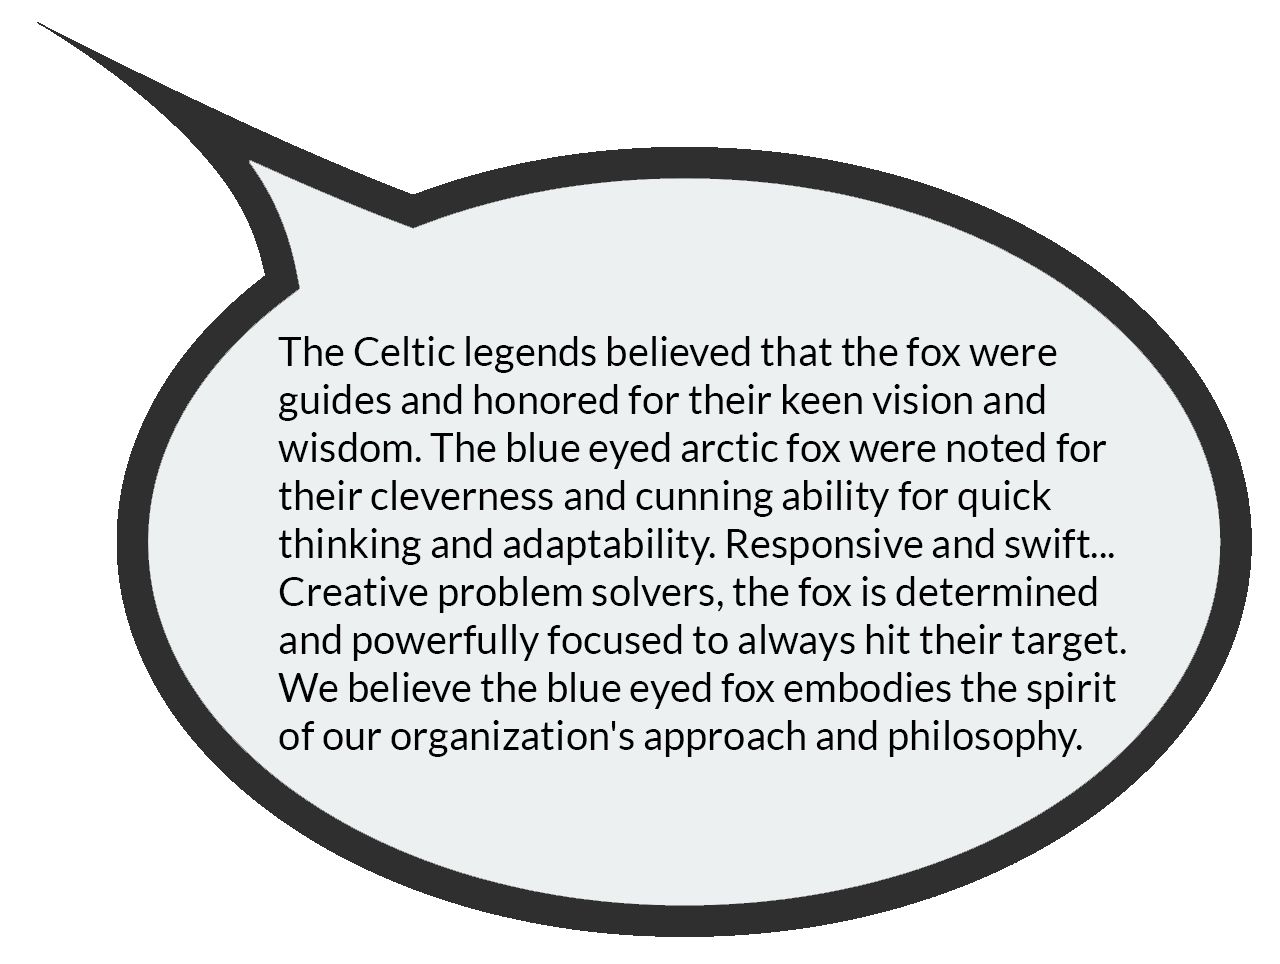 The Celtic legends believed that the fox were
guides and honored for their keen vision and
wisdom. The blue eyed arctic fox were noted for
their cleverness and cunning ability for quick
thinking and adaptability. Responsive and swift...
Creative problem solvers, the fox is determined
and powerfully focused to always hit their target.
We believe the blue eyed fox embodies the spirit
of our organization's approach and philosophy.